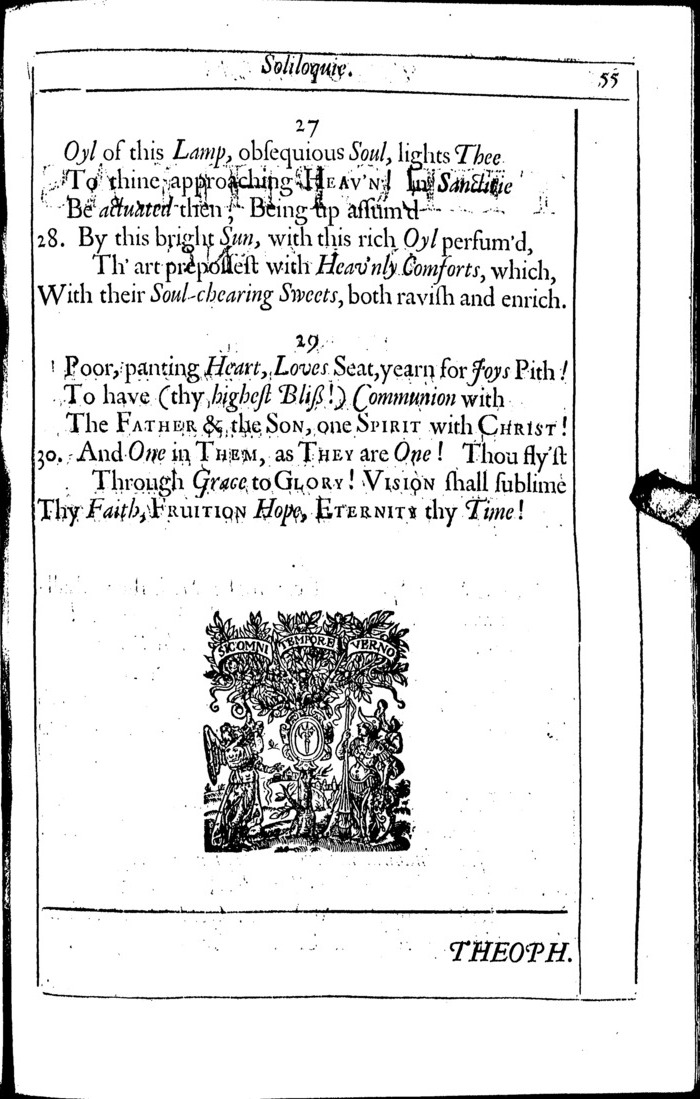 Soliloquie. 55
27
Oyl of this Lamp, obſequious Soul, lights Thee
To thine approaching HEAV'N! In Sanctitie
Be actuated then; Being up aſſum'd
28. By this bright Sun, with this rich Oyl perfum'd,
Th' art prepoſſeſt with Heav'nly Comforts, which,
With their Soul-chearing Sweets, both raviſh and enrich.
29
Poor, panting Heart, Loves Seat, yearn for Joys Pith!
To have (thy higheſt Bliß!) Communion with
The FATHER & the SON, one SPIRIT with CHRIST!
30. And One in THEM, as THEY are One! Thou fly'ſt
Through Grace to GLORY! VISION ſhall ſublime
Thy Faith, FRUITION Hope, ETERNITY thy Time!
SIC OMNI TEMPORE VERNO
THEOPH.